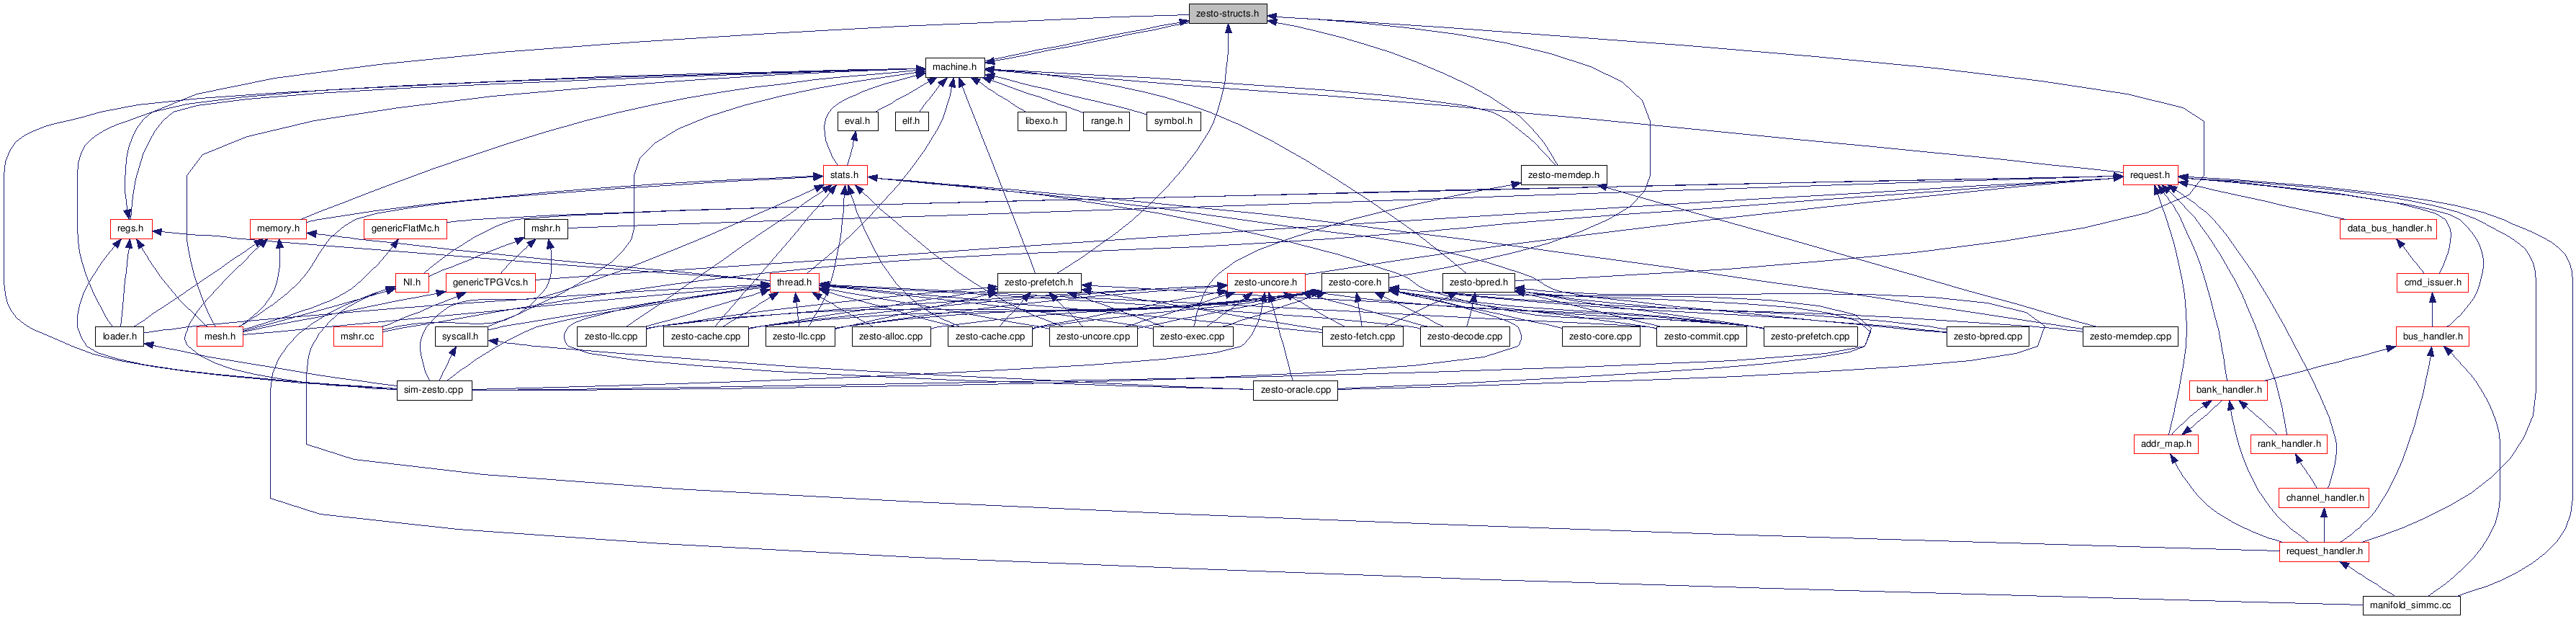 zesto-structs.h
machine.h
eval.h
elf.h
libexo.h
range.h
symbol.h
stats.h
zesto-memdep.h
request.h
regs.h
memory.h
genericFlatMc.h
mshr.h
data_bus_handler.h
NI.h
genericTPGVcs.h
thread.h
zesto-prefetch.h
zesto-uncore.h
zesto-core.h
zesto-bpred.h
cmd_issuer.h
loader.h
mesh.h
mshr.cc
syscall.h
zesto-llc.cpp
zesto-cache.cpp
zesto-llc.cpp
zesto-alloc.cpp
zesto-cache.cpp
zesto-uncore.cpp
zesto-exec.cpp
zesto-fetch.cpp
zesto-decode.cpp
zesto-core.cpp
zesto-commit.cpp
zesto-prefetch.cpp
zesto-bpred.cpp
zesto-memdep.cpp
bus_handler.h
sim-zesto.cpp
zesto-oracle.cpp
bank_handler.h
addr_map.h
rank_handler.h
channel_handler.h
request_handler.h
manifold_simmc.cc